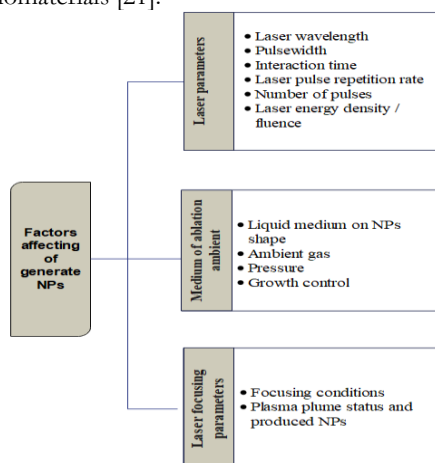 omaterials [21].
Laser parameters
• Laser wavelength
• Pulsewidth
• Interaction time
• Laser pulse repetition rate
• Number of pulses
• Laser energy density /
fluence
Factors
affecting
of
generate
NPs
Medium of ablation
ambient
• Liquid medium on NPs
shape
• Ambient gas
• Pressure
• Growth control
Laser focusing
parameters
• Focusing conditions
• Plasma plume status and
produced NPs